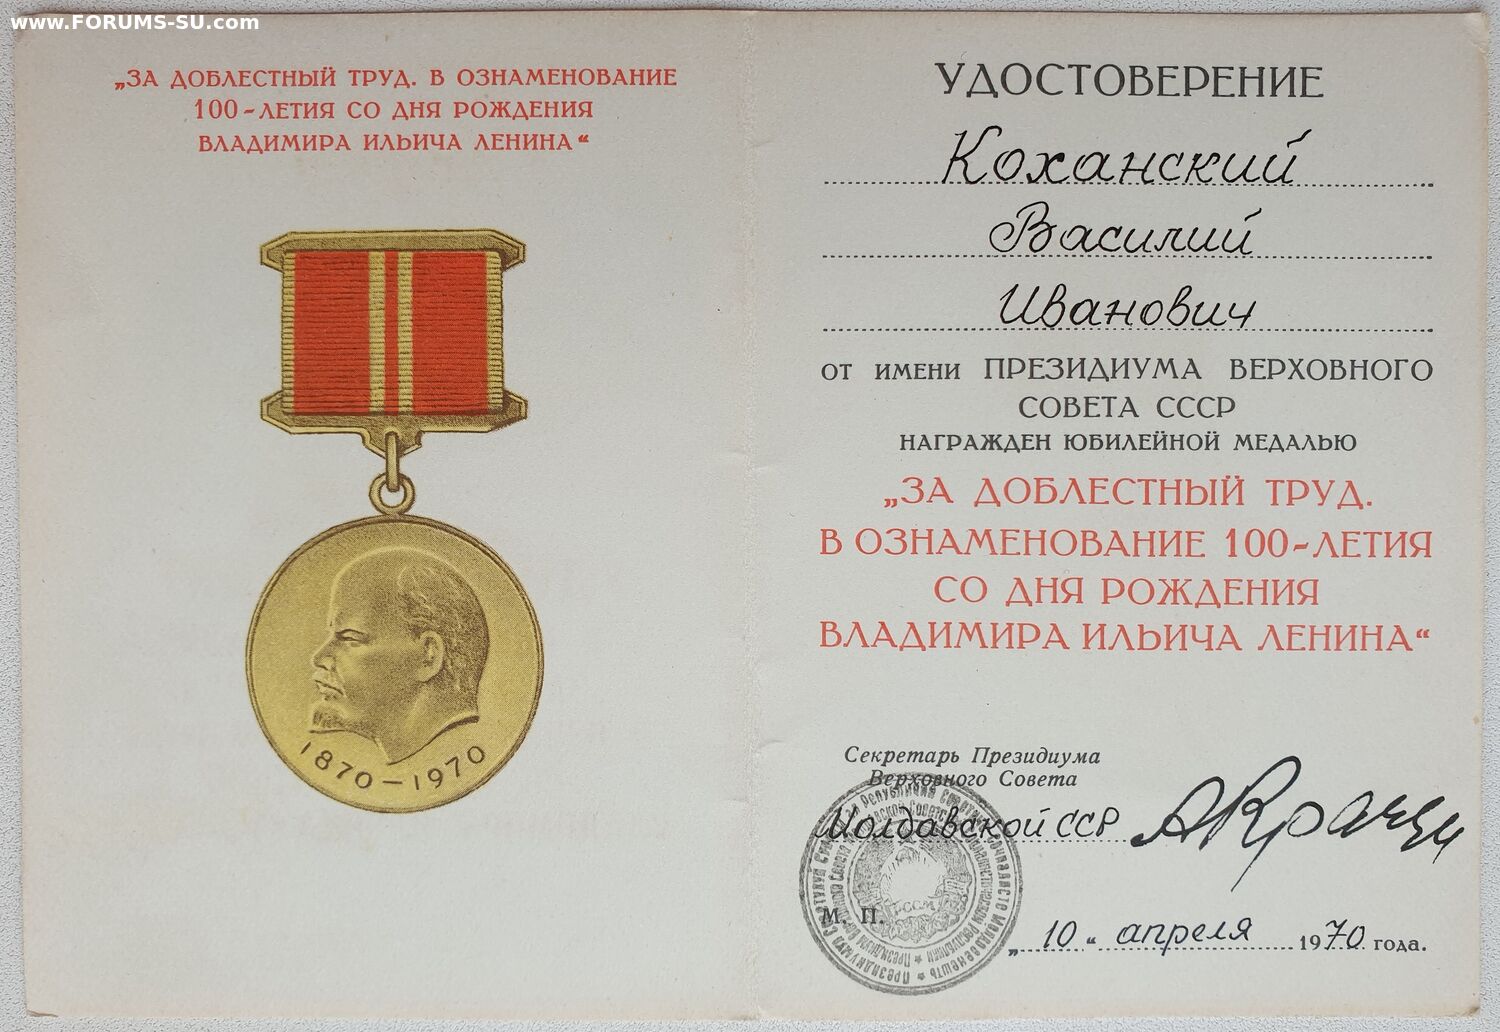 www.FORUMS-SU.com
„ЗА ДОБЛЕСТНЫЙ ТРУД. В ОЗНАМЕНОВАНИЕ
100-ЛЕТИЯ СО ДНЯ РОЖДЕНИЯ
ВЛАДИМИРА ИЛЬИЧА ЛЕНИНА“
1870-1970
УДОСТОВЕРЕНИЕ
Коханский
Василий
Иванович
ОТ ИМЕНИ ПРЕЗИДИУМА ВЕРХОВНОГО
СОВЕТА СССР
НАГРАЖДЕН ЮБИЛЕЙНОЙ МЕДАЛЬЮ
„ЗА ДОБЛЕСТНЫЙ ТРУД.
В ОЗНАМЕНОВАНИЕ 100-ЛЕТИЯ
СО ДНЯ РОЖДЕНИЯ
ВЛАДИМИРА ИЛЬИЧА ЛЕНИНА“
Секретарь Президиума
Верховного Совета
Молдавской ССР
М. П.
„10“ апреля 1970 года.